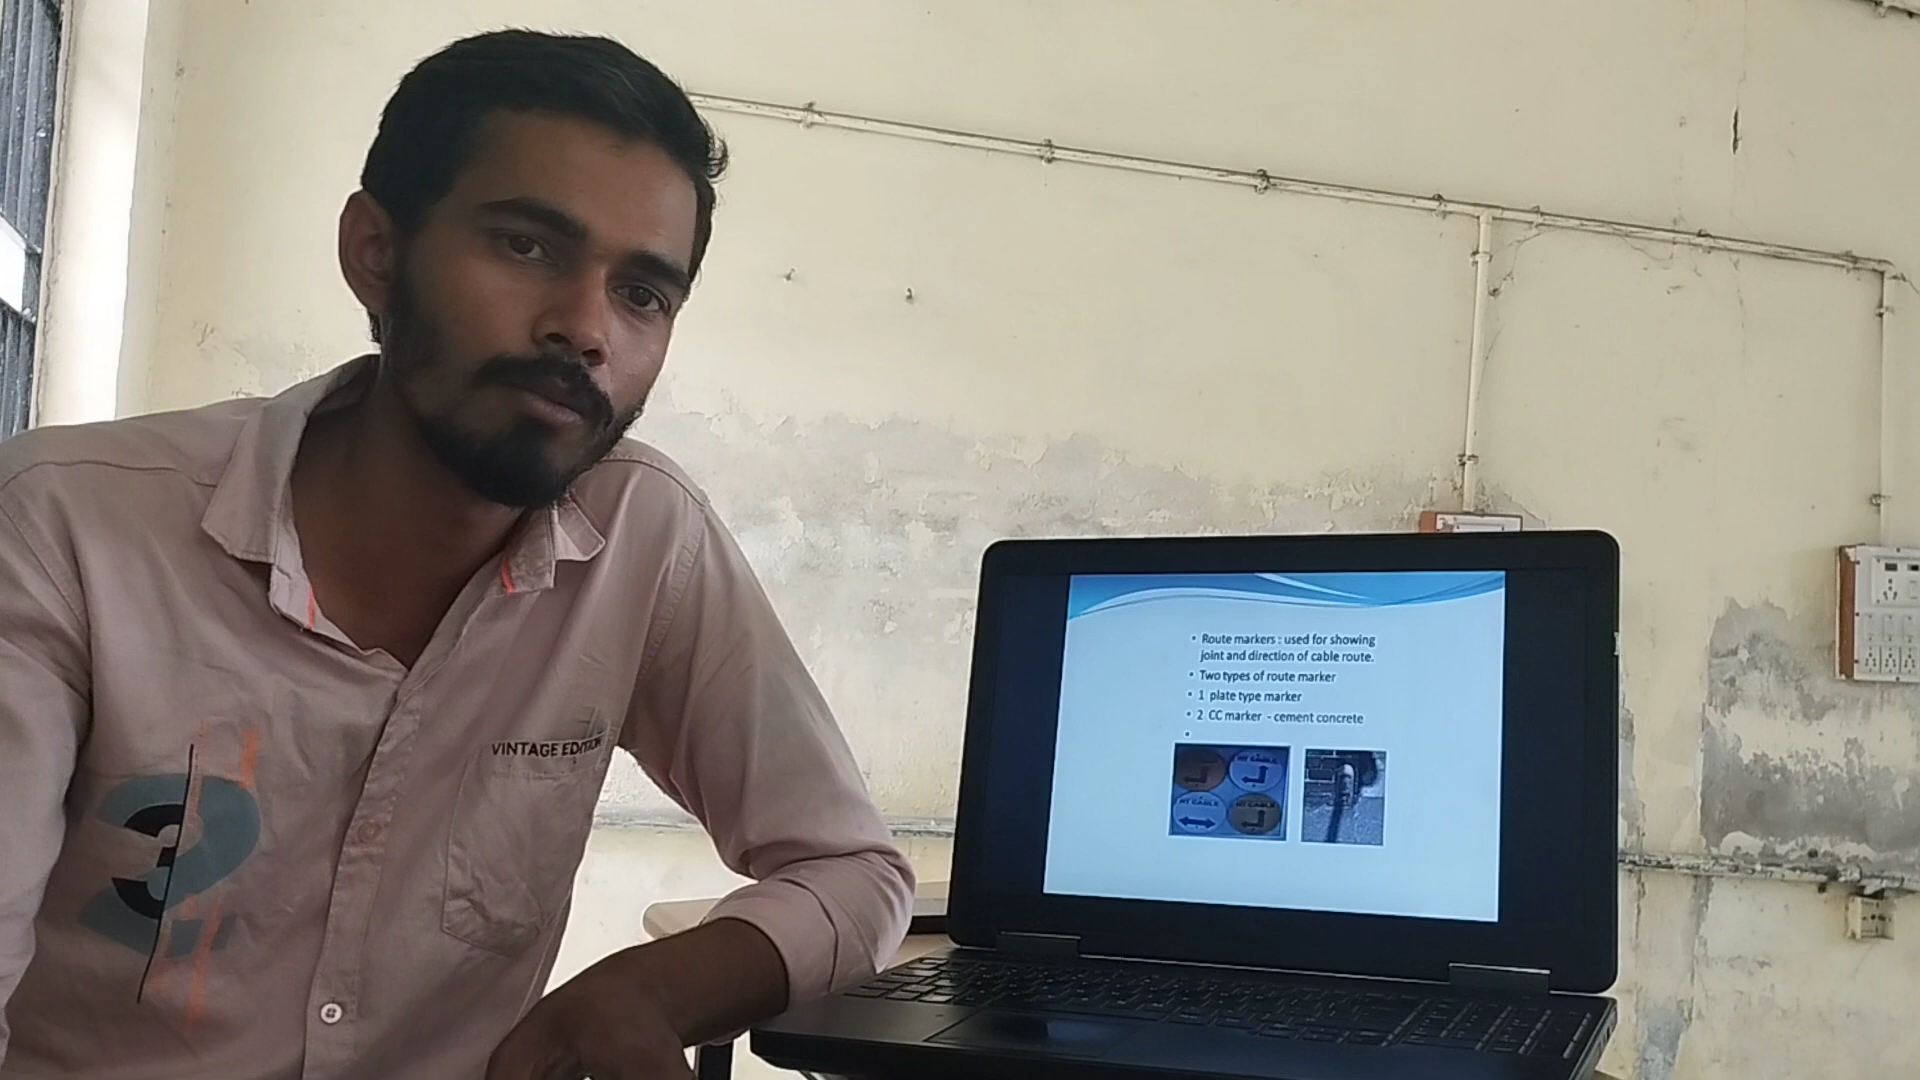 VINTAGE EDITION
2
• Route markers : used for showing
joint and direction of cable route.
• Two types of route marker
• 1 plate type marker
• 2 CC marker - cement concrete
•
HT CABLE
HT CABLE
HT CABLE